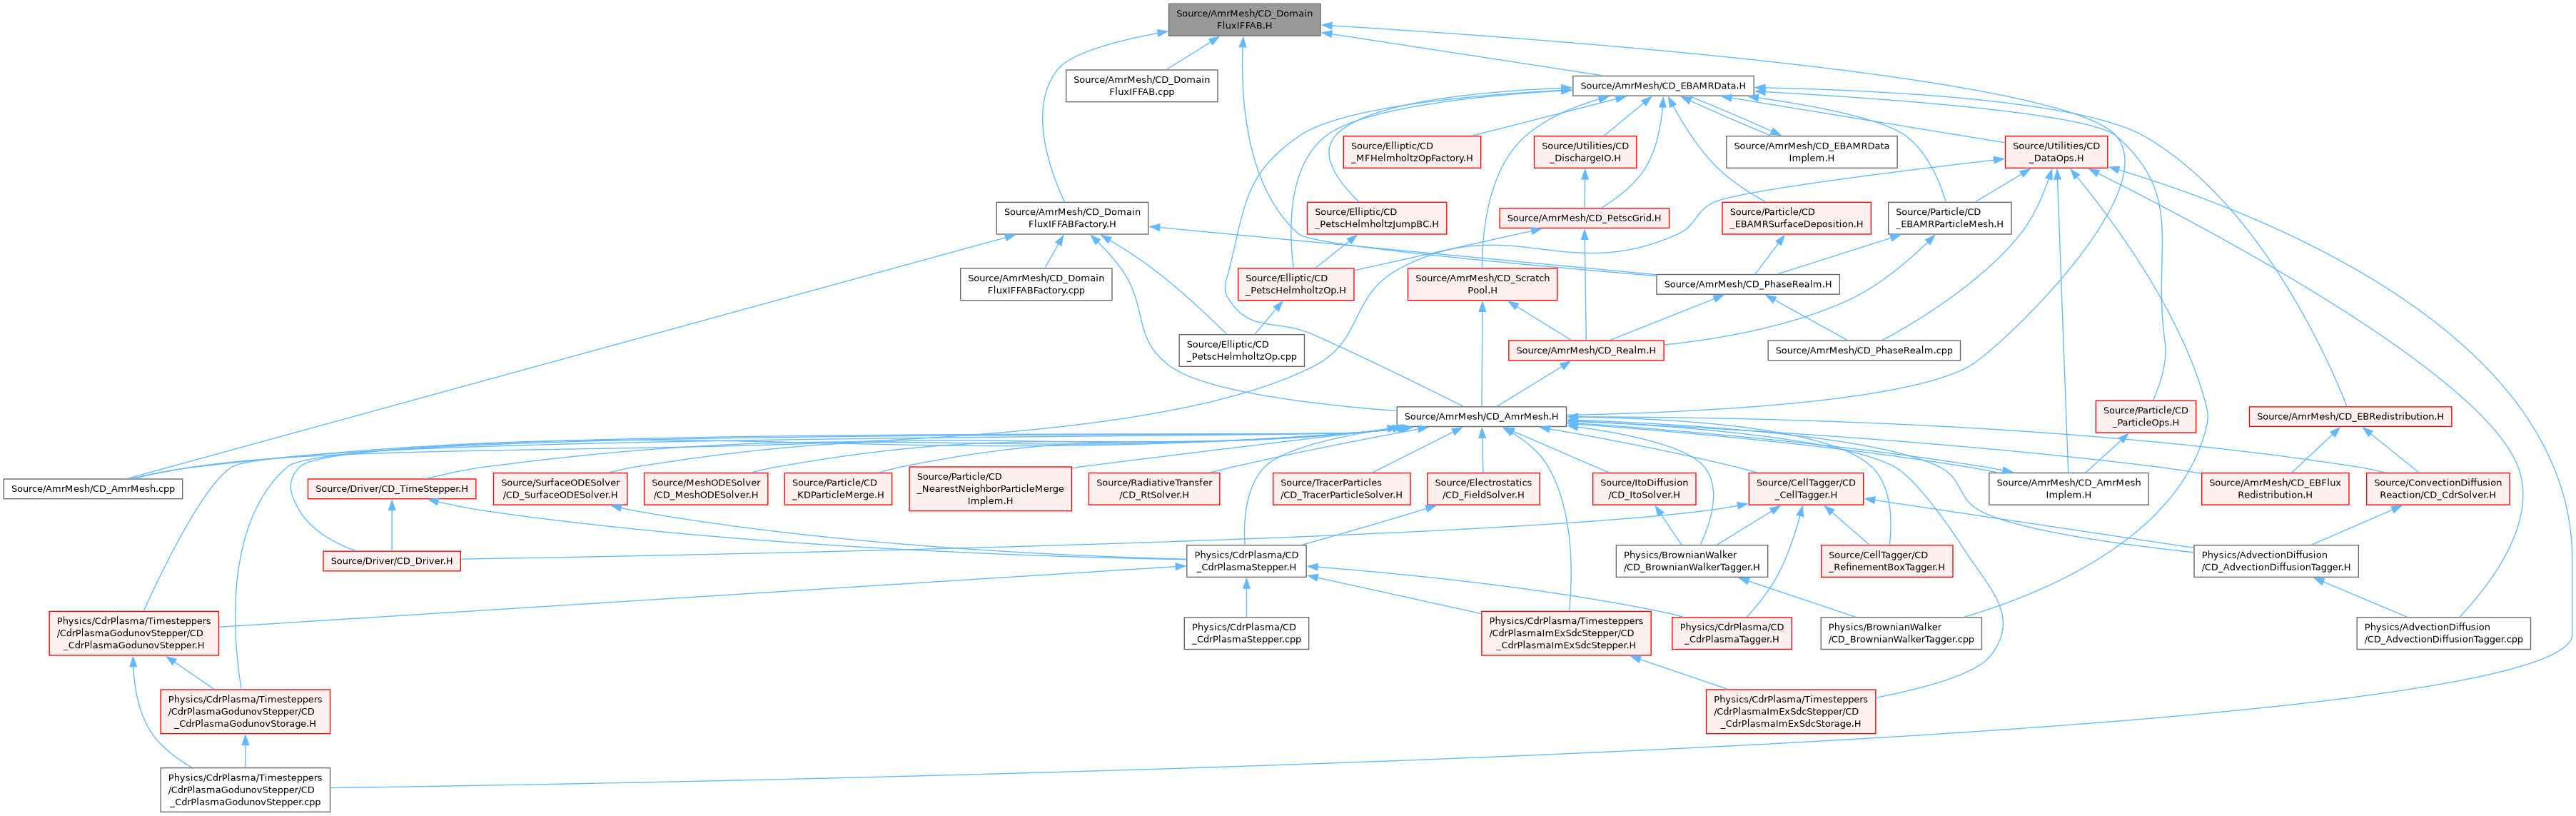 Source/AmrMesh/CD_Domain
FluxIFFAB.H
Source/AmrMesh/CD_Domain
FluxIFFAB.cpp
Source/AmrMesh/CD_EBAMRData.H
Source/Elliptic/CD
_MFHelmholtzOpFactory.H
Source/Utilities/CD
_DischargeIO.H
Source/AmrMesh/CD_EBAMRData
Implem.H
Source/Utilities/CD
_DataOps.H
Source/AmrMesh/CD_Domain
FluxIFFABFactory.H
Source/Elliptic/CD
_PetscHelmholtzJumpBC.H
Source/AmrMesh/CD_PetscGrid.H
Source/Particle/CD
_EBAMRSurfaceDeposition.H
Source/Particle/CD
_EBAMRParticleMesh.H
Source/AmrMesh/CD_Domain
FluxIFFABFactory.cpp
Source/Elliptic/CD
_PetscHelmholtzOp.H
Source/AmrMesh/CD_Scratch
Pool.H
Source/AmrMesh/CD_PhaseRealm.H
Source/Elliptic/CD
_PetscHelmholtzOp.cpp
Source/AmrMesh/CD_Realm.H
Source/AmrMesh/CD_PhaseRealm.cpp
Source/AmrMesh/CD_AmrMesh.H
Source/Particle/CD
_ParticleOps.H
Source/AmrMesh/CD_EBRedistribution.H
Source/AmrMesh/CD_AmrMesh.cpp
Source/Driver/CD_TimeStepper.H
Source/SurfaceODESolver
/CD_SurfaceODESolver.H
Source/MeshODESolver
/CD_MeshODESolver.H
Source/Particle/CD
_KDParticleMerge.H
Source/Particle/CD
_NearestNeighborParticleMerge
Implem.H
Source/RadiativeTransfer
/CD_RtSolver.H
Source/TracerParticles
/CD_TracerParticleSolver.H
Source/Electrostatics
/CD_FieldSolver.H
Source/ItoDiffusion
/CD_ItoSolver.H
Source/CellTagger/CD
_CellTagger.H
Source/AmrMesh/CD_AmrMesh
Implem.H
Source/AmrMesh/CD_EBFlux
Redistribution.H
Source/ConvectionDiffusion
Reaction/CD_CdrSolver.H
Source/Driver/CD_Driver.H
Physics/CdrPlasma/CD
_CdrPlasmaStepper.H
Physics/BrownianWalker
/CD_BrownianWalkerTagger.H
Source/CellTagger/CD
_RefinementBoxTagger.H
Physics/AdvectionDiffusion
/CD_AdvectionDiffusionTagger.H
Physics/CdrPlasma/Timesteppers
/CdrPlasmaGodunovStepper/CD
_CdrPlasmaGodunovStepper.H
Physics/CdrPlasma/CD
_CdrPlasmaStepper.cpp
Physics/CdrPlasma/Timesteppers
/CdrPlasmaImExSdcStepper/CD
_CdrPlasmaImExSdcStepper.H
Physics/CdrPlasma/CD
_CdrPlasmaTagger.H
Physics/BrownianWalker
/CD_BrownianWalkerTagger.cpp
Physics/AdvectionDiffusion
/CD_AdvectionDiffusionTagger.cpp
Physics/CdrPlasma/Timesteppers
/CdrPlasmaGodunovStepper/CD
_CdrPlasmaGodunovStorage.H
Physics/CdrPlasma/Timesteppers
/CdrPlasmaImExSdcStepper/CD
_CdrPlasmaImExSdcStorage.H
Physics/CdrPlasma/Timesteppers
/CdrPlasmaGodunovStepper/CD
_CdrPlasmaGodunovStepper.cpp